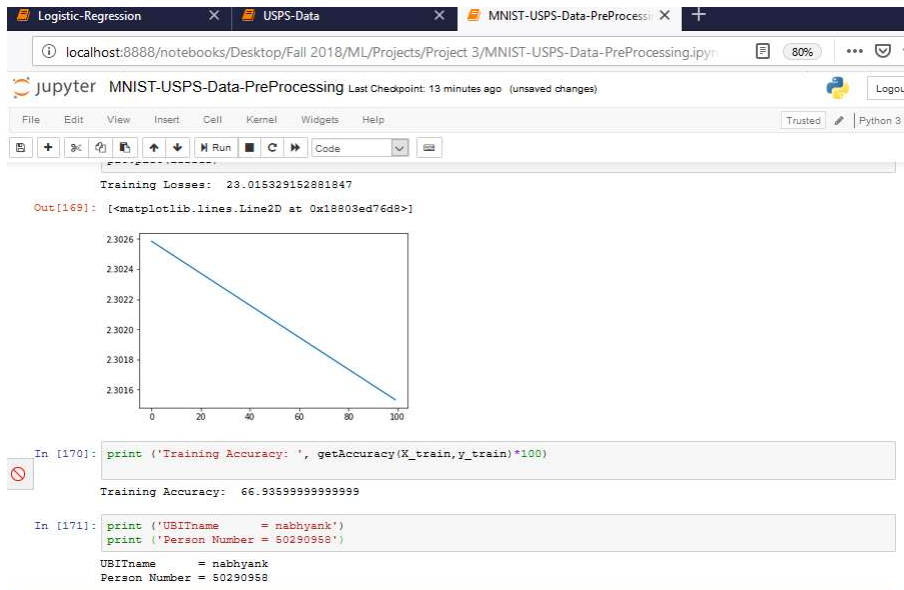 Logistic-Regression
USPS-Data
MNIST-USPS-Data-PreProcessi
localhost:8888/notebooks/Desktop/Fall 2018/ML/Projects/Project 3/MNIST-USPS-Data-PreProcessing.ipyn
80%
jupyter MNIST-USPS-Data-PreProcessing Last Checkpoint: 13 minutes ago (unsaved changes)
Logou
File Edit View Insert Cell Kernel Widgets Help
Trusted Python 3
Run Code
Training Losses: 23.015329152881847
Out[169]: [<matplotlib.lines.Line2D at 0x18803ed76d8>]
2.3026
2.3024
2.3022
2.3020
2.3018
2.3016
0 20 40 60 80 100
In [170]: print ('Training Accuracy: ', getAccuracy(X_train,y_train)*100)
Training Accuracy: 66.93599999999999
In [171]: print ('UBITname = nabhyank')
print ('Person Number = 50290958')
UBITname = nabhyank
Person Number = 50290958